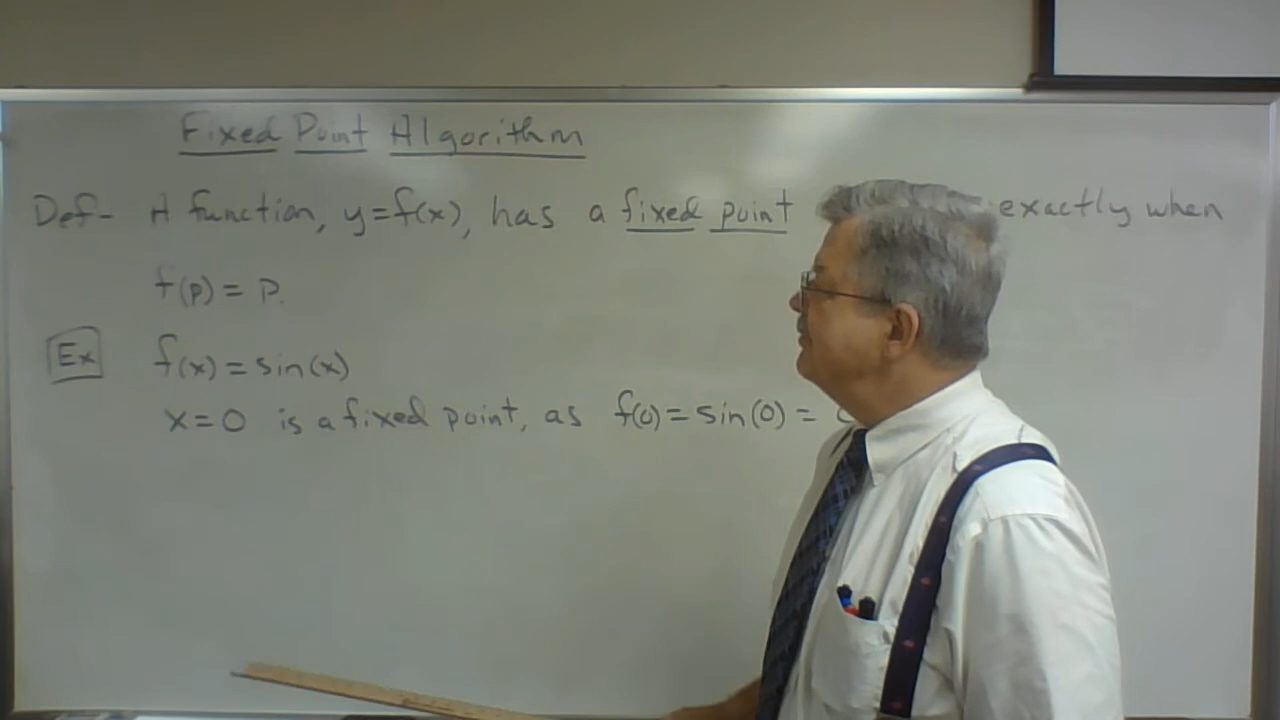 Fixed Point Algorithm
Def- A function, y=f(x), has a fixed point exactly when
f(p) = p.
Ex f(x) = sin(x)
x=0 is a fixed point, as f(0) = sin(0) =